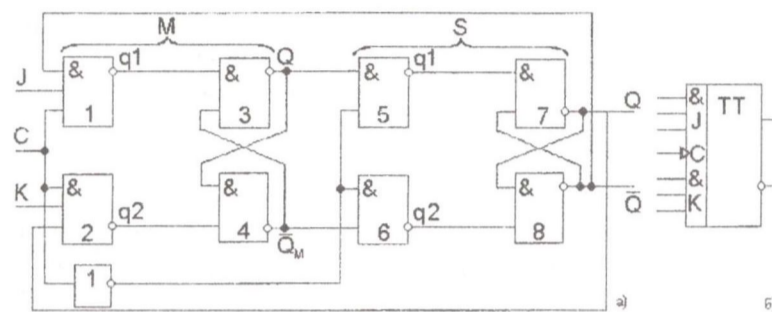 M S
q1 Q q1
& & & & Q & TT
J J
1 3 5 7
C C
& & & & Q̅ &
K K
q2 q2
2 4 Q̅M 6 8
1
а) б